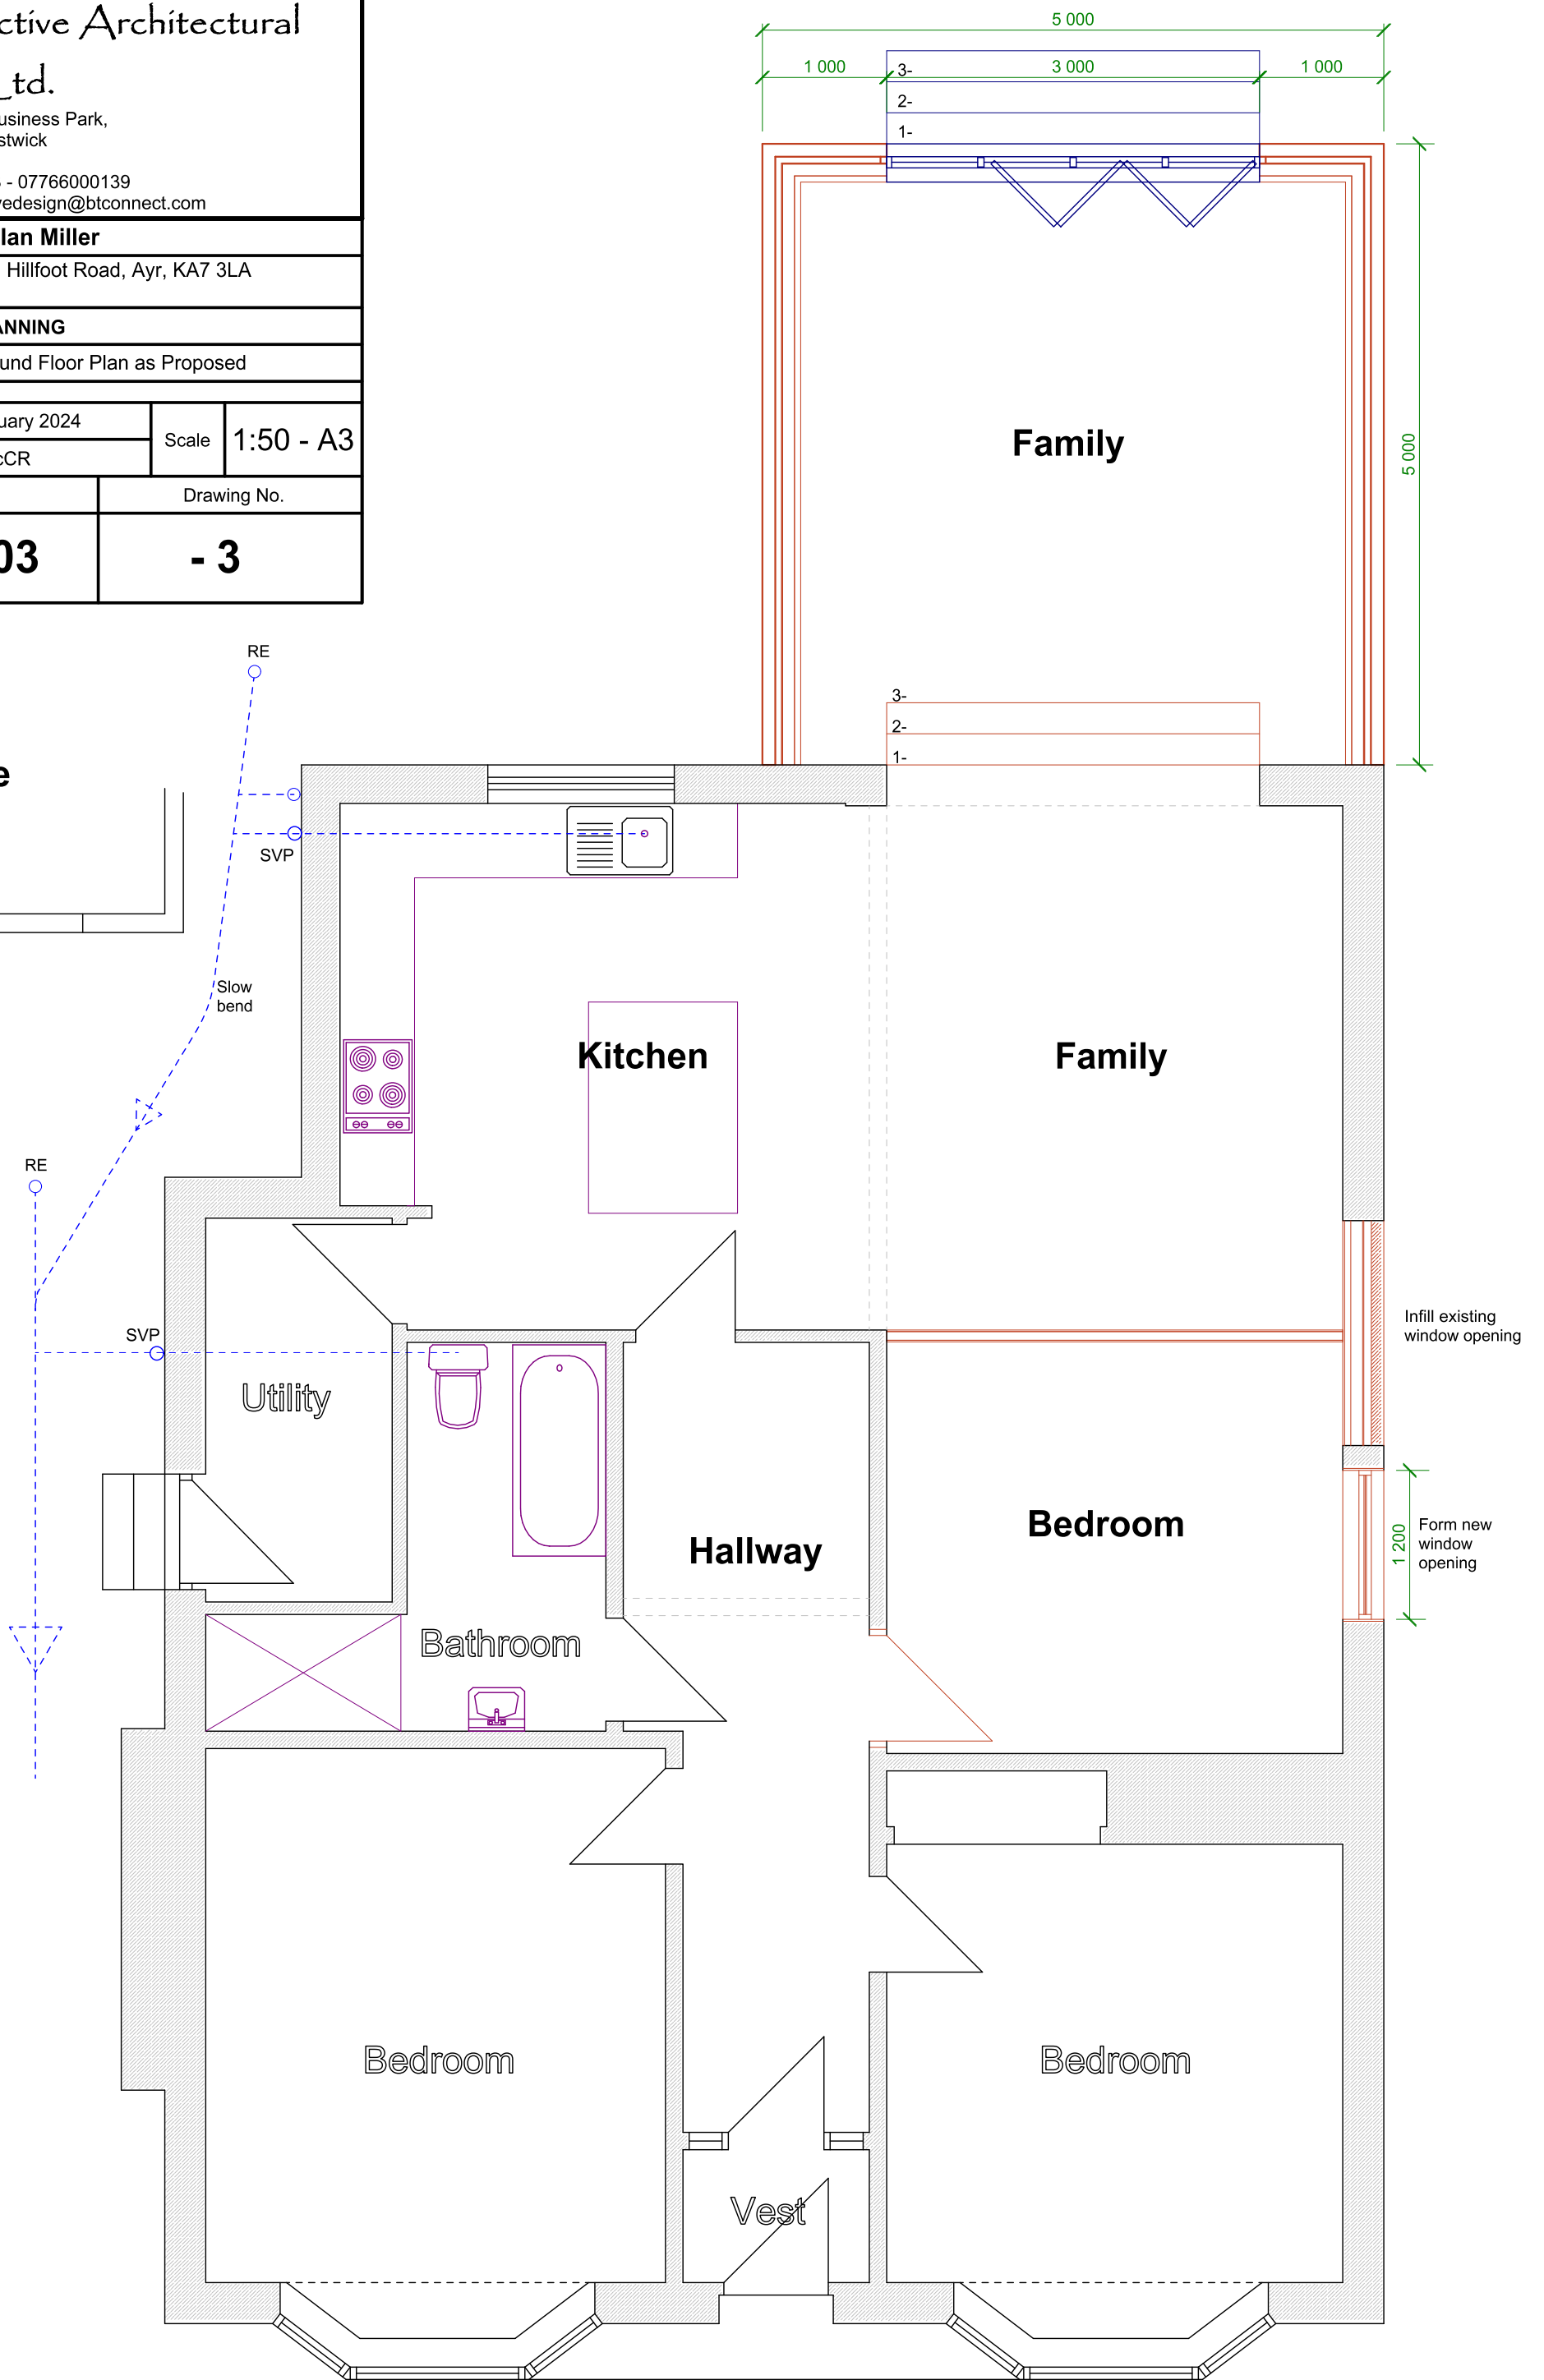 ctive Architectural
td.
usiness Park,
stwick
- 07766000139
vedesign@btconnect.com
lan Miller
Hillfoot Road, Ayr, KA7 3LA
ANNING
und Floor Plan as Proposed
uary 2024
cCR
Scale
1:50 - A3
Drawing No.
03
- 3
5 000
1 000
3 000
1 000
3-
2-
1-
Family
5 000
3-
2-
1-
RE
e
SVP
Slow
bend
Kitchen
Family
RE
SVP
Infill existing
window opening
Utility
Hallway
Bedroom
1 200
Form new
window
opening
Bathroom
Bedroom
Bedroom
Vest